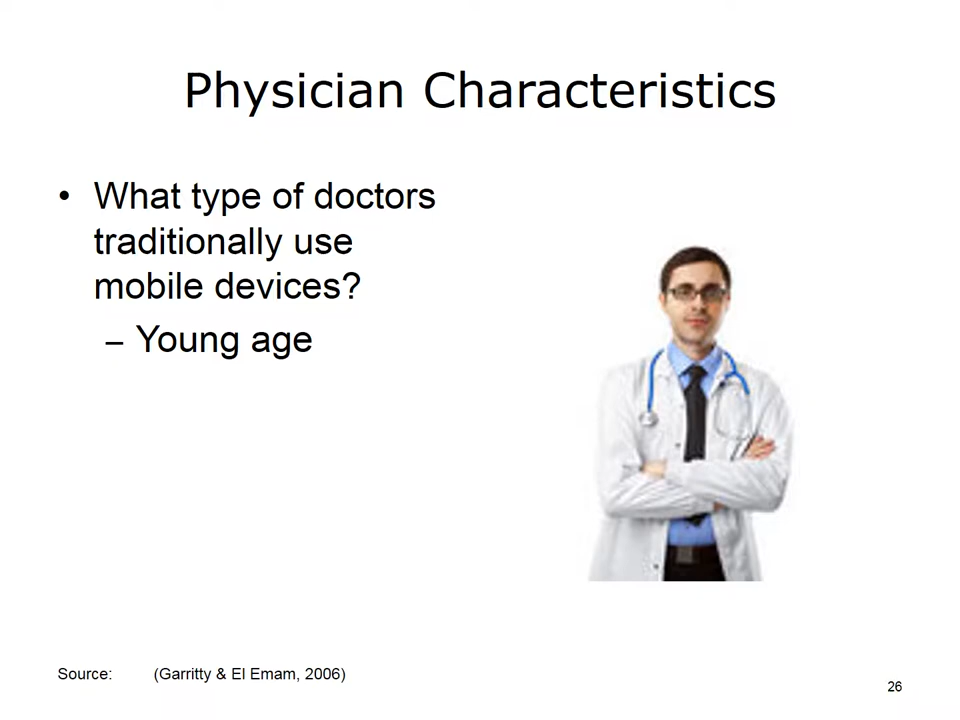 Physician Characteristics
• What type of doctors
traditionally use
mobile devices?
– Young age
Source: (Garritty & El Emam, 2006)
26